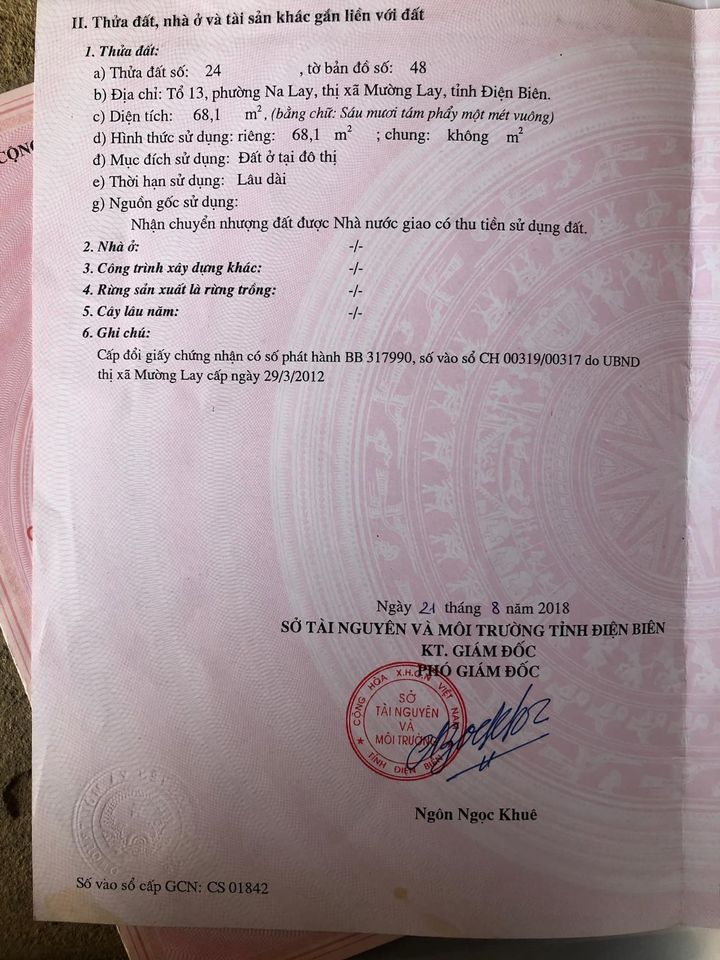 CỘNG
II. Thửa đất, nhà ở và tài sản khác gắn liền với đất
1. Thửa đất:
a) Thửa đất số: 24 , tờ bản đồ số: 48
b) Địa chỉ: Tổ 13, phường Na Lay, thị xã Mường Lay, tỉnh Điện Biên.
c) Diện tích: 68,1 m², (bằng chữ: Sáu mươi tám phẩy một mét vuông)
d) Hình thức sử dụng: riêng: 68,1 m² ; chung: không m²
đ) Mục đích sử dụng: Đất ở tại đô thị
e) Thời hạn sử dụng: Lâu dài
g) Nguồn gốc sử dụng:
Nhận chuyển nhượng đất được Nhà nước giao có thu tiền sử dụng đất.
2. Nhà ở: -/-
3. Công trình xây dựng khác: -/-
4. Rừng sản xuất là rừng trồng: -/-
5. Cây lâu năm: -/-
6. Ghi chú:
Cấp đổi giấy chứng nhận có số phát hành BB 317990, số vào sổ CH 00319/00317 do UBND
thị xã Mường Lay cấp ngày 29/3/2012
Ngày 21 tháng 8 năm 2018
SỞ TÀI NGUYÊN VÀ MÔI TRƯỜNG TỈNH ĐIỆN BIÊN
KT. GIÁM ĐỐC
PHÓ GIÁM ĐỐC
CỘNG HÒA X.H.C.N VIỆT NAM
SỞ
TÀI NGUYÊN
VÀ
MÔI TRƯỜNG
TỈNH ĐIỆN BIÊN
Ngôn Ngọc Khuê
Số vào sổ cấp GCN: CS 01842